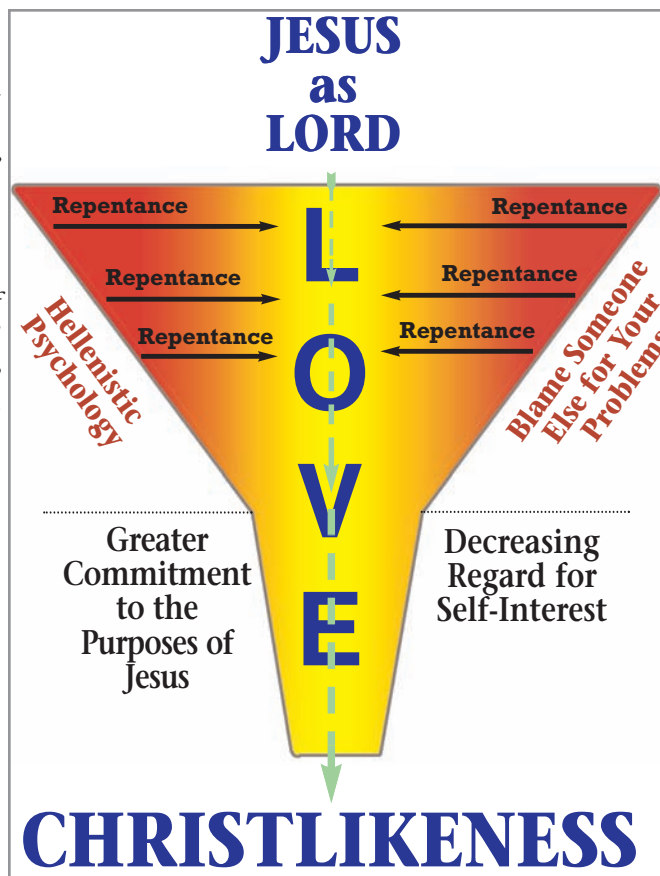 JESUS
as
LORD
Repentance
Repentance
Repentance
Repentance
Repentance
Repentance
L
O
V
E
Hellenistic
Psychology
Blame Someone
Else for Your
Problems
Greater
Commitment
to the
Purposes of
Jesus
Decreasing
Regard for
Self-Interest
CHRISTLIKENESS